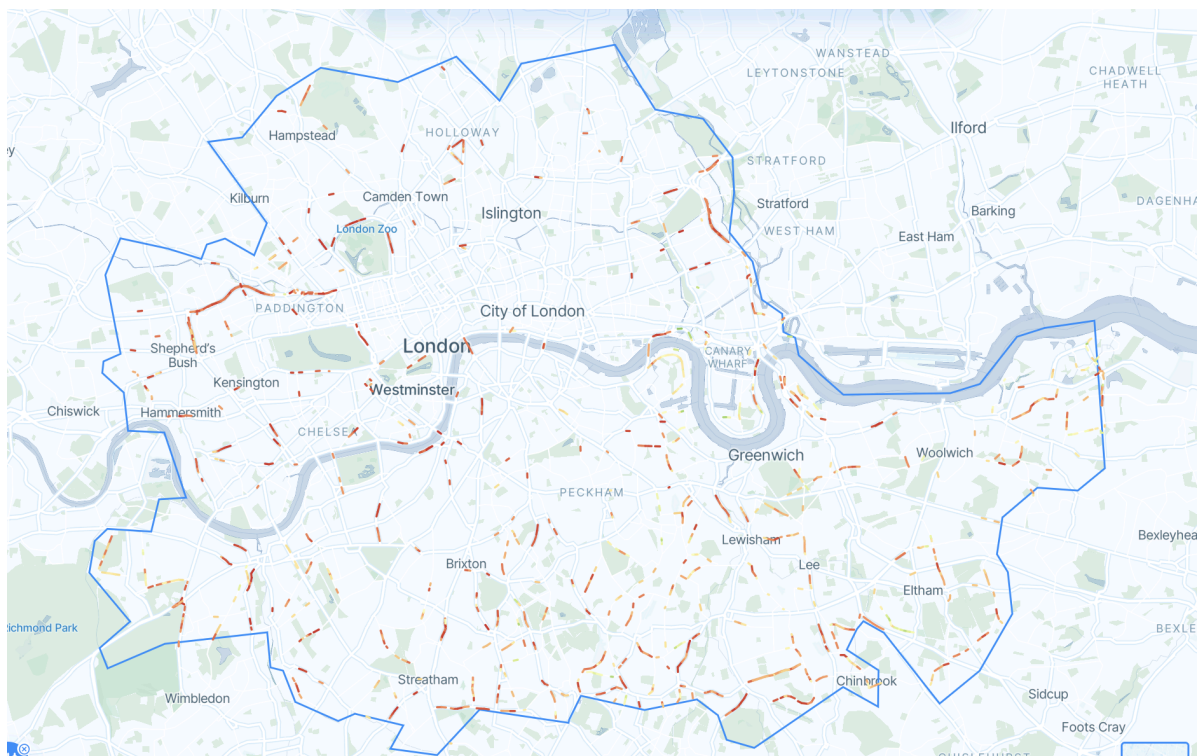 WANSTEAD
LEYTONSTONE
CHADWELL
HEATH
Ilford
Hampstead
HOLLOWAY
STRATFORD
Kilburn
Camden Town
Stratford
Barking
DAGENHA
Islington
London Zoo
WEST HAM
East Ham
PADDINGTON
City of London
London
CANARY
WHARF
Shepherd's
Bush
Kensington
Westminster
Chiswick
Hammersmith
CHELSEA
Greenwich
Woolwich
PECKHAM
Lewisham
Bexleyhea
Brixton
Lee
Eltham
Richmond Park
BEXLE
Streatham
Chinbrook
Wimbledon
Sidcup
Foots Cray